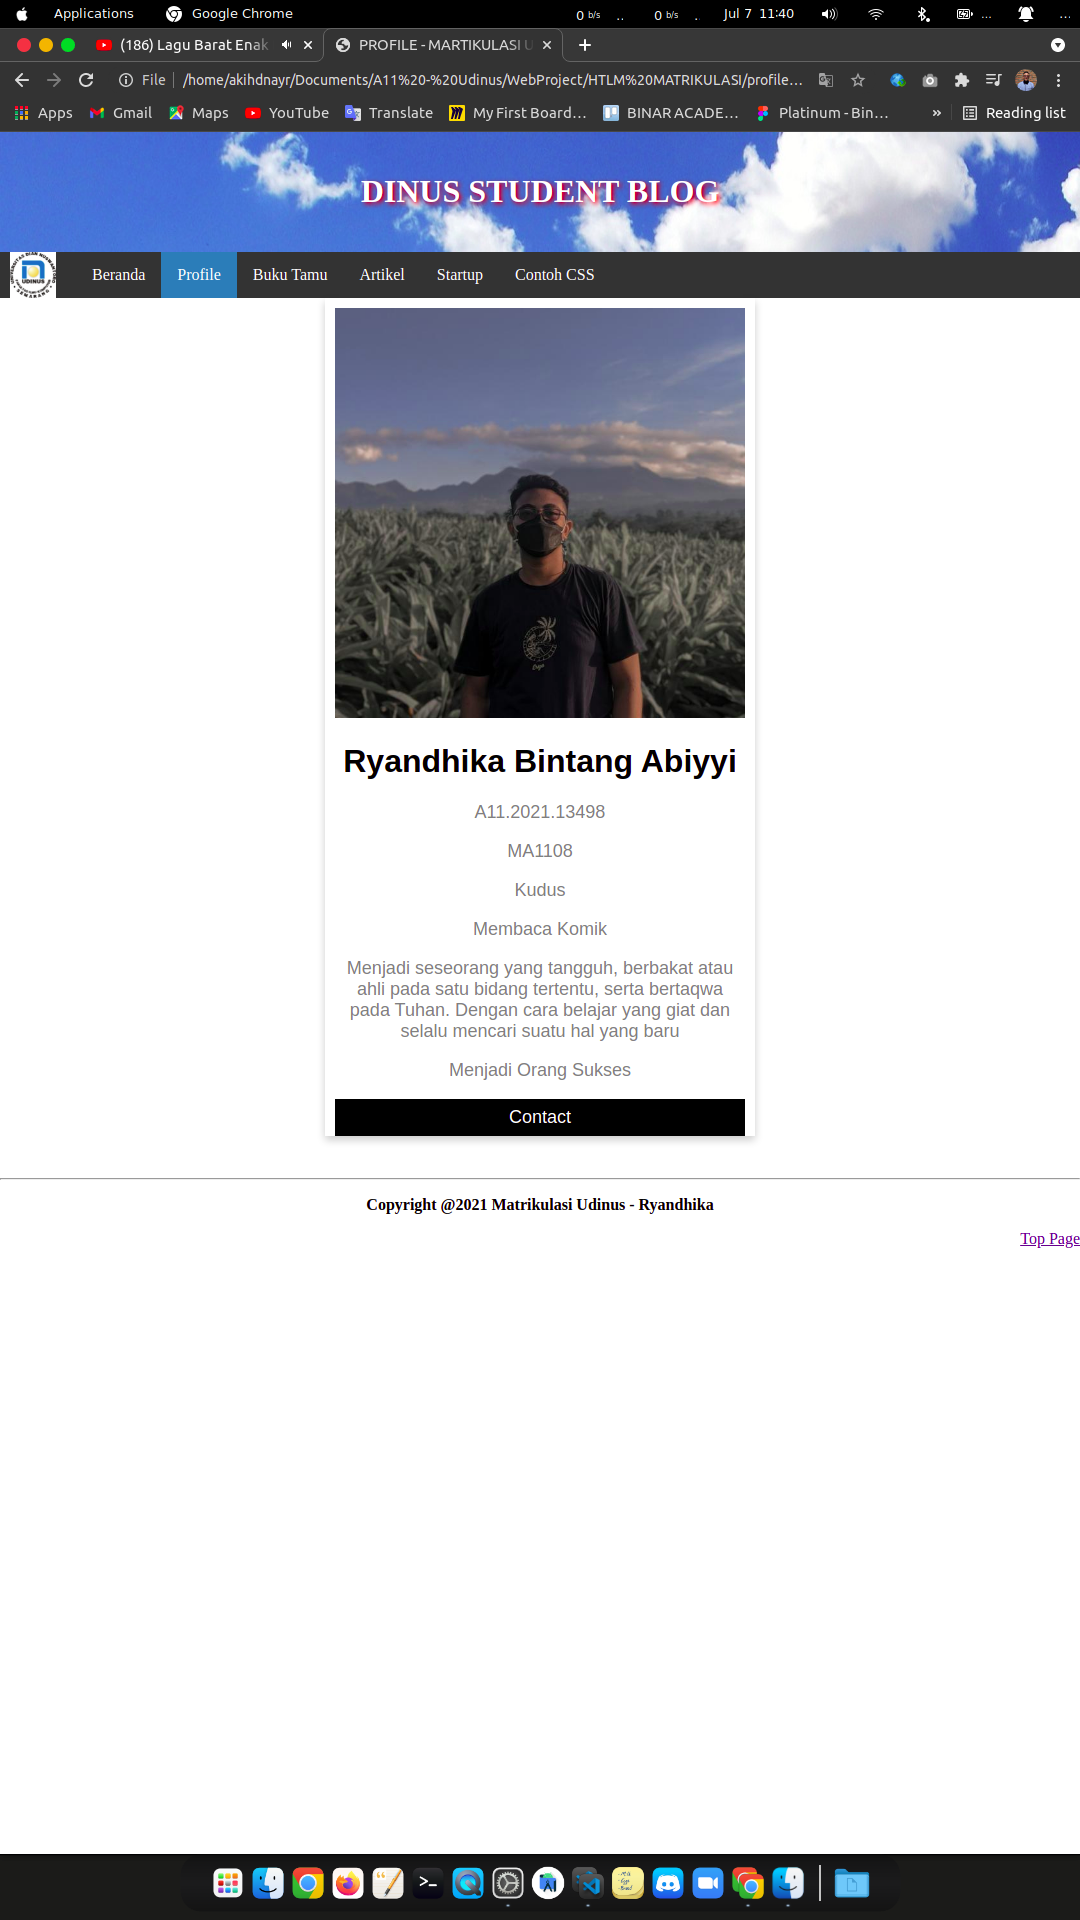 Applications
Google Chrome
0 b/s ..
0 b/s .
Jul 7 11:40
...
...
(186) Lagu Barat Enak
PROFILE - MARTIKULASI U
File
/home/akihdnayr/Documents/A11%20-%20Udinus/WebProject/HTLM%20MATRIKULASI/profile...
Apps
Gmail
Maps
YouTube
Translate
My First Board...
BINAR ACADE...
Platinum - Bin...
»
Reading list
DINUS STUDENT BLOG
UDINUS
Beranda
Profile
Buku Tamu
Artikel
Startup
Contoh CSS
Ryandhika Bintang Abiyyi
A11.2021.13498
MA1108
Kudus
Membaca Komik
Menjadi seseorang yang tangguh, berbakat atau
ahli pada satu bidang tertentu, serta bertaqwa
pada Tuhan. Dengan cara belajar yang giat dan
selalu mencari suatu hal yang baru
Menjadi Orang Sukses
Contact
Copyright @2021 Matrikulasi Udinus - Ryandhika
Top Page